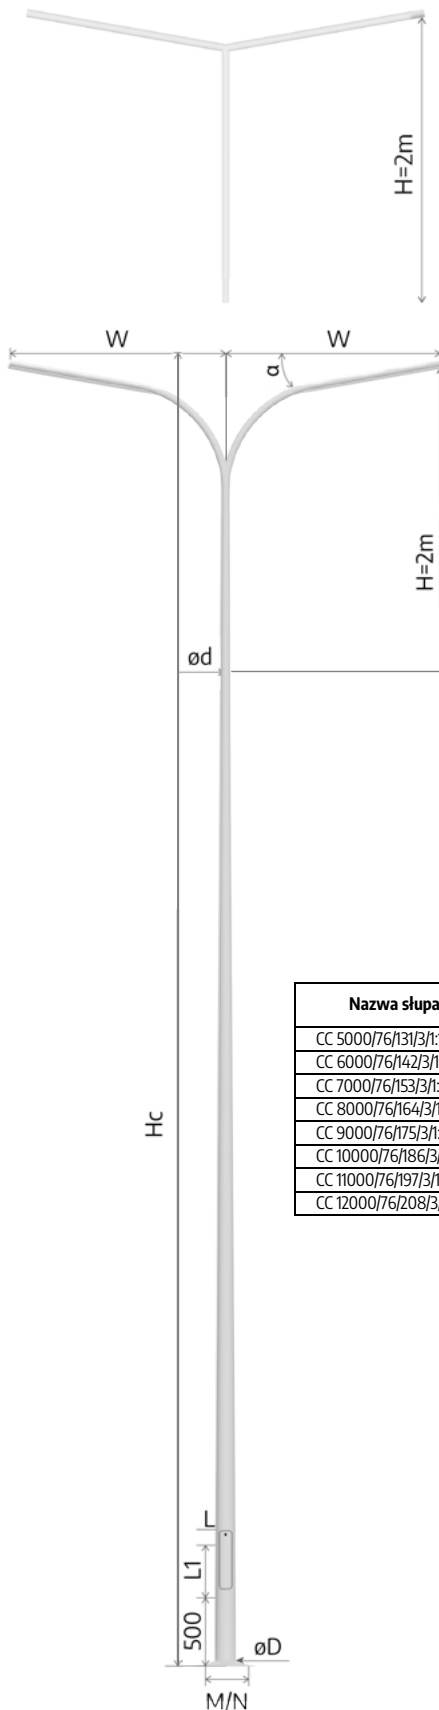 H=2m
W
W
α
H=2m
ød
Nazwa słupa
CC 5000/76/131/3/1:
CC 6000/76/142/3/1
CC 7000/76/153/3/1:
CC 8000/76/164/3/1
CC 9000/76/175/3/1:
CC 10000/76/186/3/
CC 11000/76/197/3/1
CC 12000/76/208/3/
Hc
L
L1
500
øD
M/N